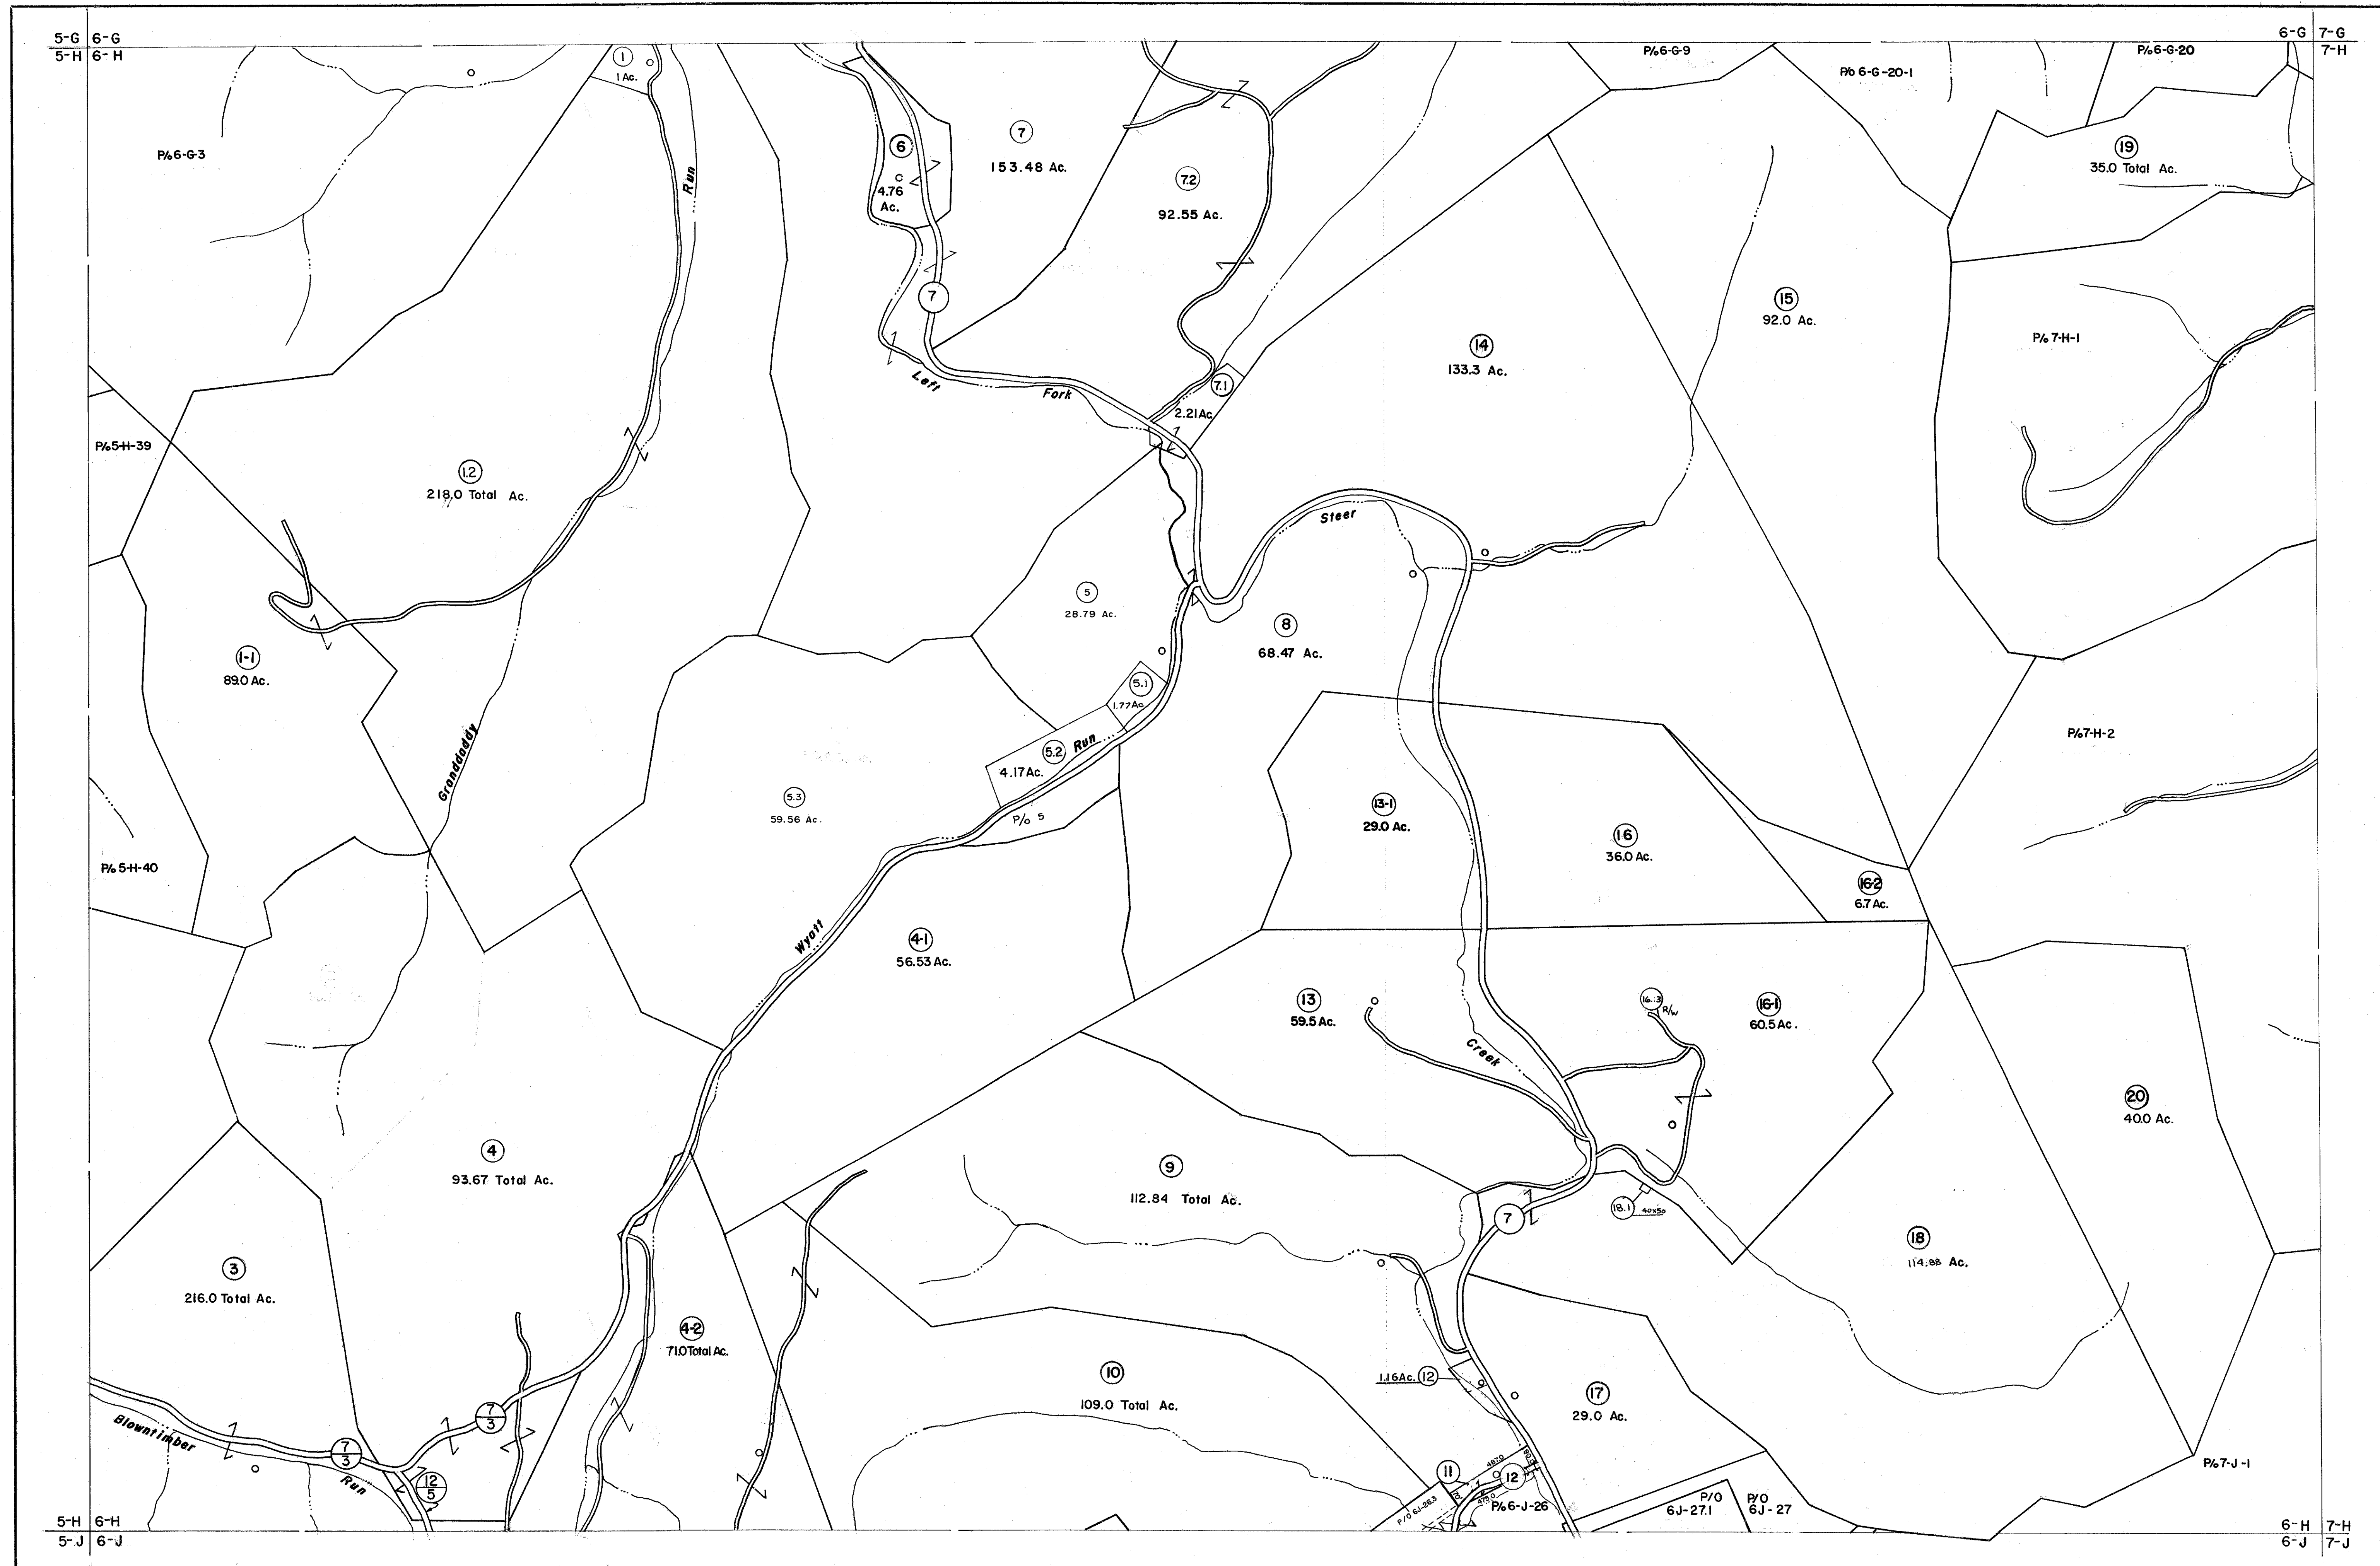 5-G 6-G
5-H 6-H
6-G 7-G
7-H
P/o 6-G-9
P/o 6-G-20-1
P/o 6-G-20
1
1 Ac.
P/o 6-G-3
Run
6
4.76
Ac.
7
153.48 Ac.
7.2
92.55 Ac.
19
35.0 Total Ac.
7
15
92.0 Ac.
P/o 7-H-1
14
133.3 Ac.
Left
Fork
7.1
2.21 Ac.
P/o 5-H-39
1.2
218.0 Total Ac.
Steer
5
28.79 Ac.
8
68.47 Ac.
1-1
89.0 Ac.
5.1
1.77 Ac.
5.2
Run
4.17 Ac.
P/o 7-H-2
Granddaddy
5.3
59.56 Ac.
P/o 5
13-1
29.0 Ac.
16
36.0 Ac.
P/o 5-H-40
16-2
6.7 Ac.
Wyatt
4-1
56.53 Ac.
13
59.5 Ac.
16.3
R/W
16-1
60.5 Ac.
Creek
20
40.0 Ac.
4
93.67 Total Ac.
9
112.84 Total Ac.
18.1 40x50
7
18
114.88 Ac.
3
216.0 Total Ac.
4-2
71.0 Total Ac.
10
109.0 Total Ac.
1.16 Ac. 12
17
29.0 Ac.
Blowntimber
Run
7
3
7
3
12
5
11
12
487.0
479.0
P/o 6J-26.3
P/o 6-J-26
P/O
6J-27.1
P/O
6J-27
P/o 7-J-1
5-H 6-H
5-J 6-J
6-H 7-H
6-J 7-J